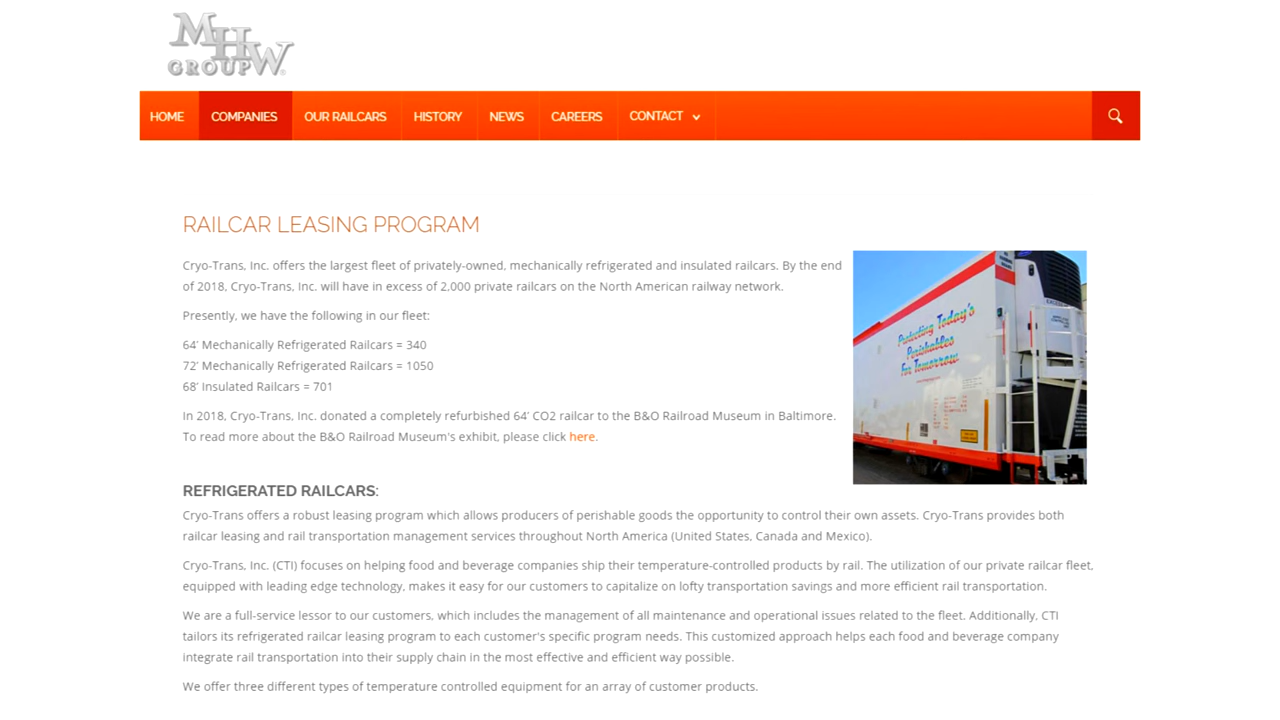 MHW
GROUP
HOME COMPANIES OUR RAILCARS HISTORY NEWS CAREERS CONTACT
RAILCAR LEASING PROGRAM
Cryo-Trans, Inc. offers the largest fleet of privately-owned, mechanically refrigerated and insulated railcars. By the end
of 2018, Cryo-Trans, Inc. will have in excess of 2,000 private railcars on the North American railway network.
Presently, we have the following in our fleet:
64' Mechanically Refrigerated Railcars = 340
72' Mechanically Refrigerated Railcars = 1050
68' Insulated Railcars = 701
In 2018, Cryo-Trans, Inc. donated a completely refurbished 64' CO2 railcar to the B&O Railroad Museum in Baltimore.
To read more about the B&O Railroad Museum's exhibit, please click here.
Protecting Today's
Perishables
For Tomorrow
REFRIGERATED RAILCARS:
Cryo-Trans offers a robust leasing program which allows producers of perishable goods the opportunity to control their own assets. Cryo-Trans provides both
railcar leasing and rail transportation management services throughout North America (United States, Canada and Mexico).
Cryo-Trans, Inc. (CTI) focuses on helping food and beverage companies ship their temperature-controlled products by rail. The utilization of our private railcar fleet,
equipped with leading edge technology, makes it easy for our customers to capitalize on lofty transportation savings and more efficient rail transportation.
We are a full-service lessor to our customers, which includes the management of all maintenance and operational issues related to the fleet. Additionally, CTI
tailors its refrigerated railcar leasing program to each customer's specific program needs. This customized approach helps each food and beverage company
integrate rail transportation into their supply chain in the most effective and efficient way possible.
We offer three different types of temperature controlled equipment for an array of customer products.